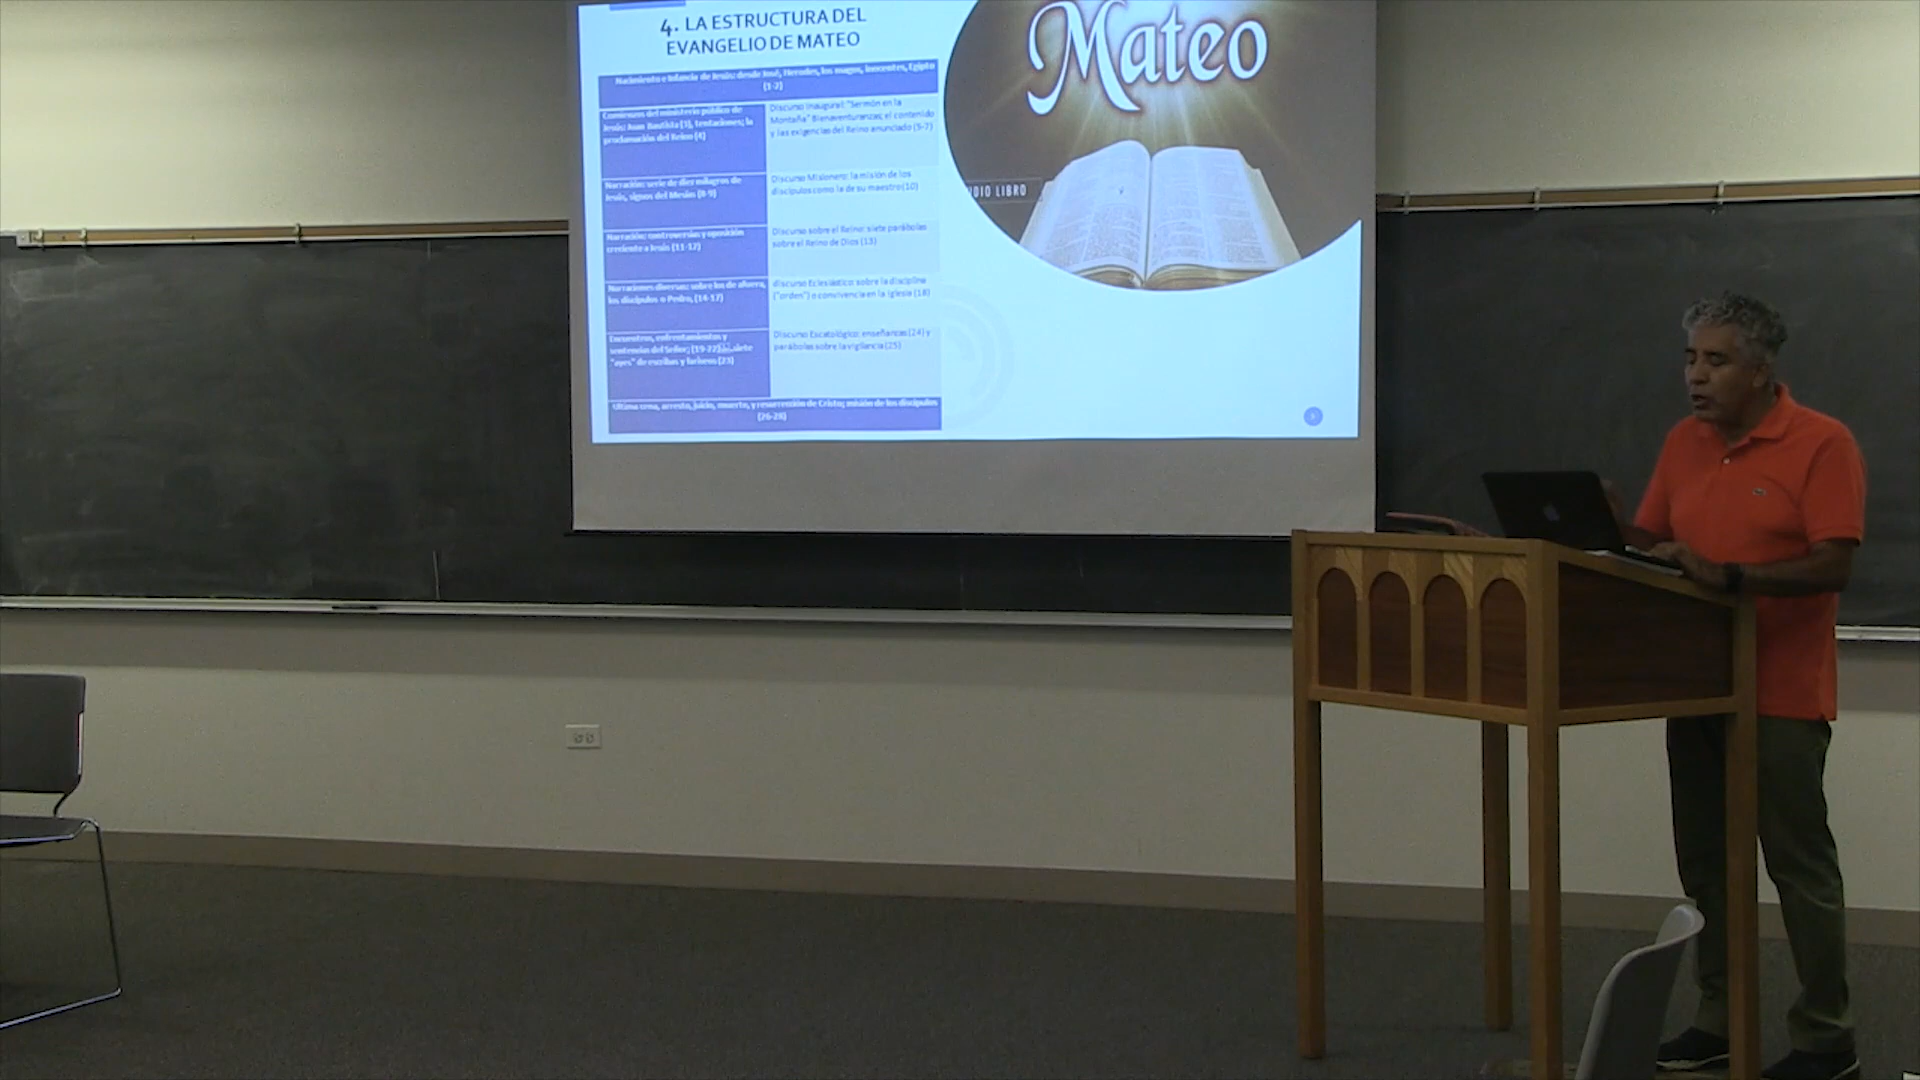 4. LA ESTRUCTURA DEL
EVANGELIO DE MATEO
Nacimiento e Infancia de Jesús: desde José, Herodes, los magos, inocentes, Egipto
(1-2)
Comienzos del ministerio público de
Jesús: Juan Bautista (3), tentaciones; la
proclamación del Reino (4)
Discurso Inaugural: "Sermón en la
Montaña" Bienaventuranzas; el contenido
y las exigencias del Reino anunciado (5-7)
Narración: serie de diez milagros de
Jesús, signos del Mesías (8-9)
Discurso Misionero: la misión de los
discípulos como la de su maestro (10)
Narración: controversias y oposición
creciente a Jesús (11-12)
Discurso sobre el Reino: siete parábolas
sobre el Reino de Dios (13)
Narraciones diversas: sobre los de afuera,
los discípulos o Pedro, (14-17)
discurso Eclesiástico: sobre la disciplina
("orden") o convivencia en la Iglesia (18)
Encuentros, enfrentamientos y
sentencias del Señor; (19-22) siete
"ayes" de escribas y fariseos (23)
Discurso Escatológico: enseñanzas (24) y
parábolas sobre la vigilancia (25)
Ultima cena, arresto, juicio, muerte, y resurrección de Cristo; misión de los discípulos
(26-28)
Mateo
UDIO LIBRO